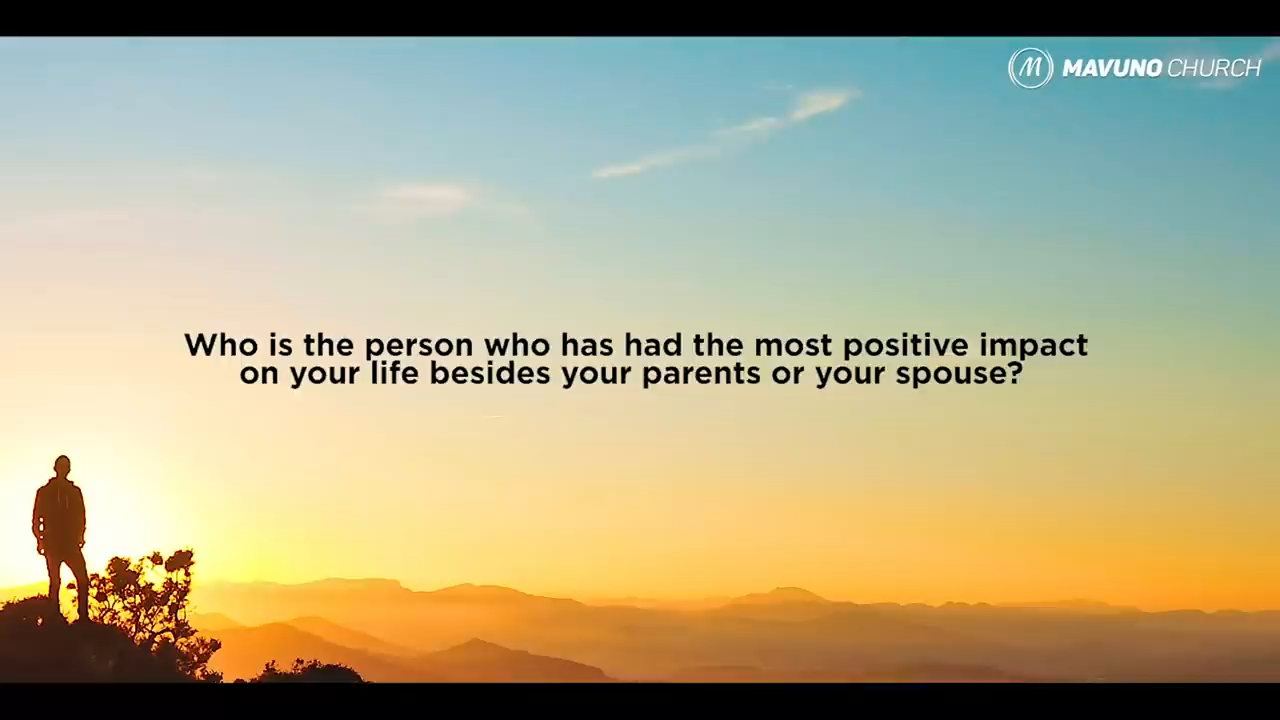 M MAVUNO CHURCH
Who is the person who has had the most positive impact
on your life besides your parents or your spouse?